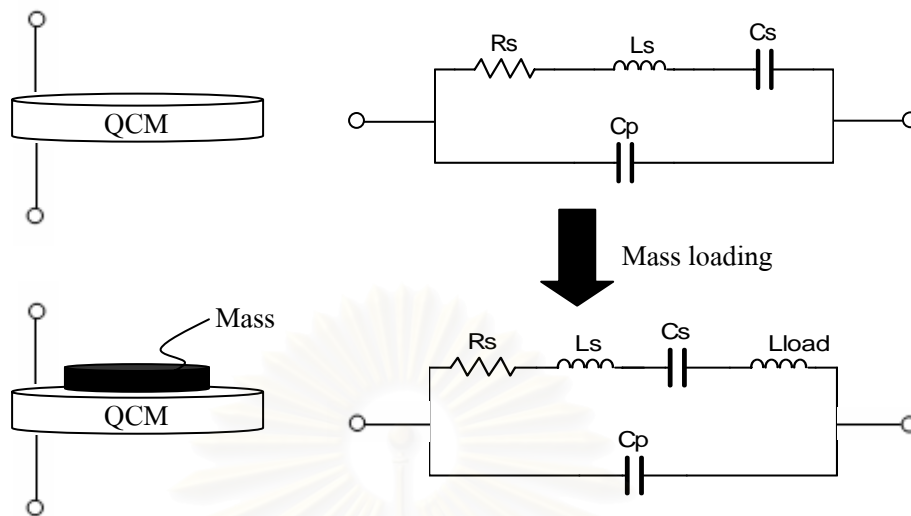 Rs Ls Cs
QCM
Cp
Mass loading
Mass
Rs Ls Cs Lload
QCM
Cp